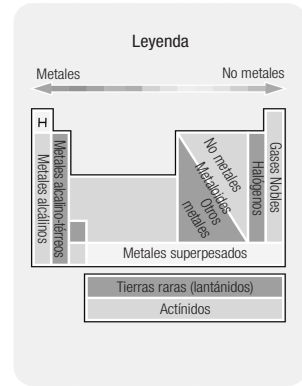 Leyenda
Metales
No metales
H
Metales alcálinos
Metales alcalino-térreos
No metales
Metaloides
Otros
metales
Halógenos
Gases Nobles
Metales superpesados
Tierras raras (lantánidos)
Actínidos